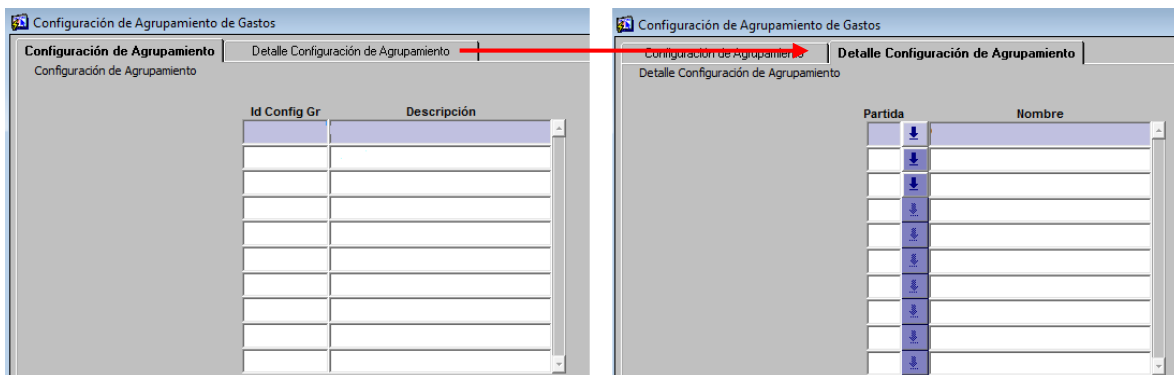 Configuración de Agrupamiento de Gastos
Configuración de Agrupamiento Detalle Configuración de Agrupamiento
Configuración de Agrupamiento
Id Config Gr Descripción
Configuración de Agrupamiento de Gastos
Configuración de Agrupamiento Detalle Configuración de Agrupamiento
Detalle Configuración de Agrupamiento
Partida Nombre